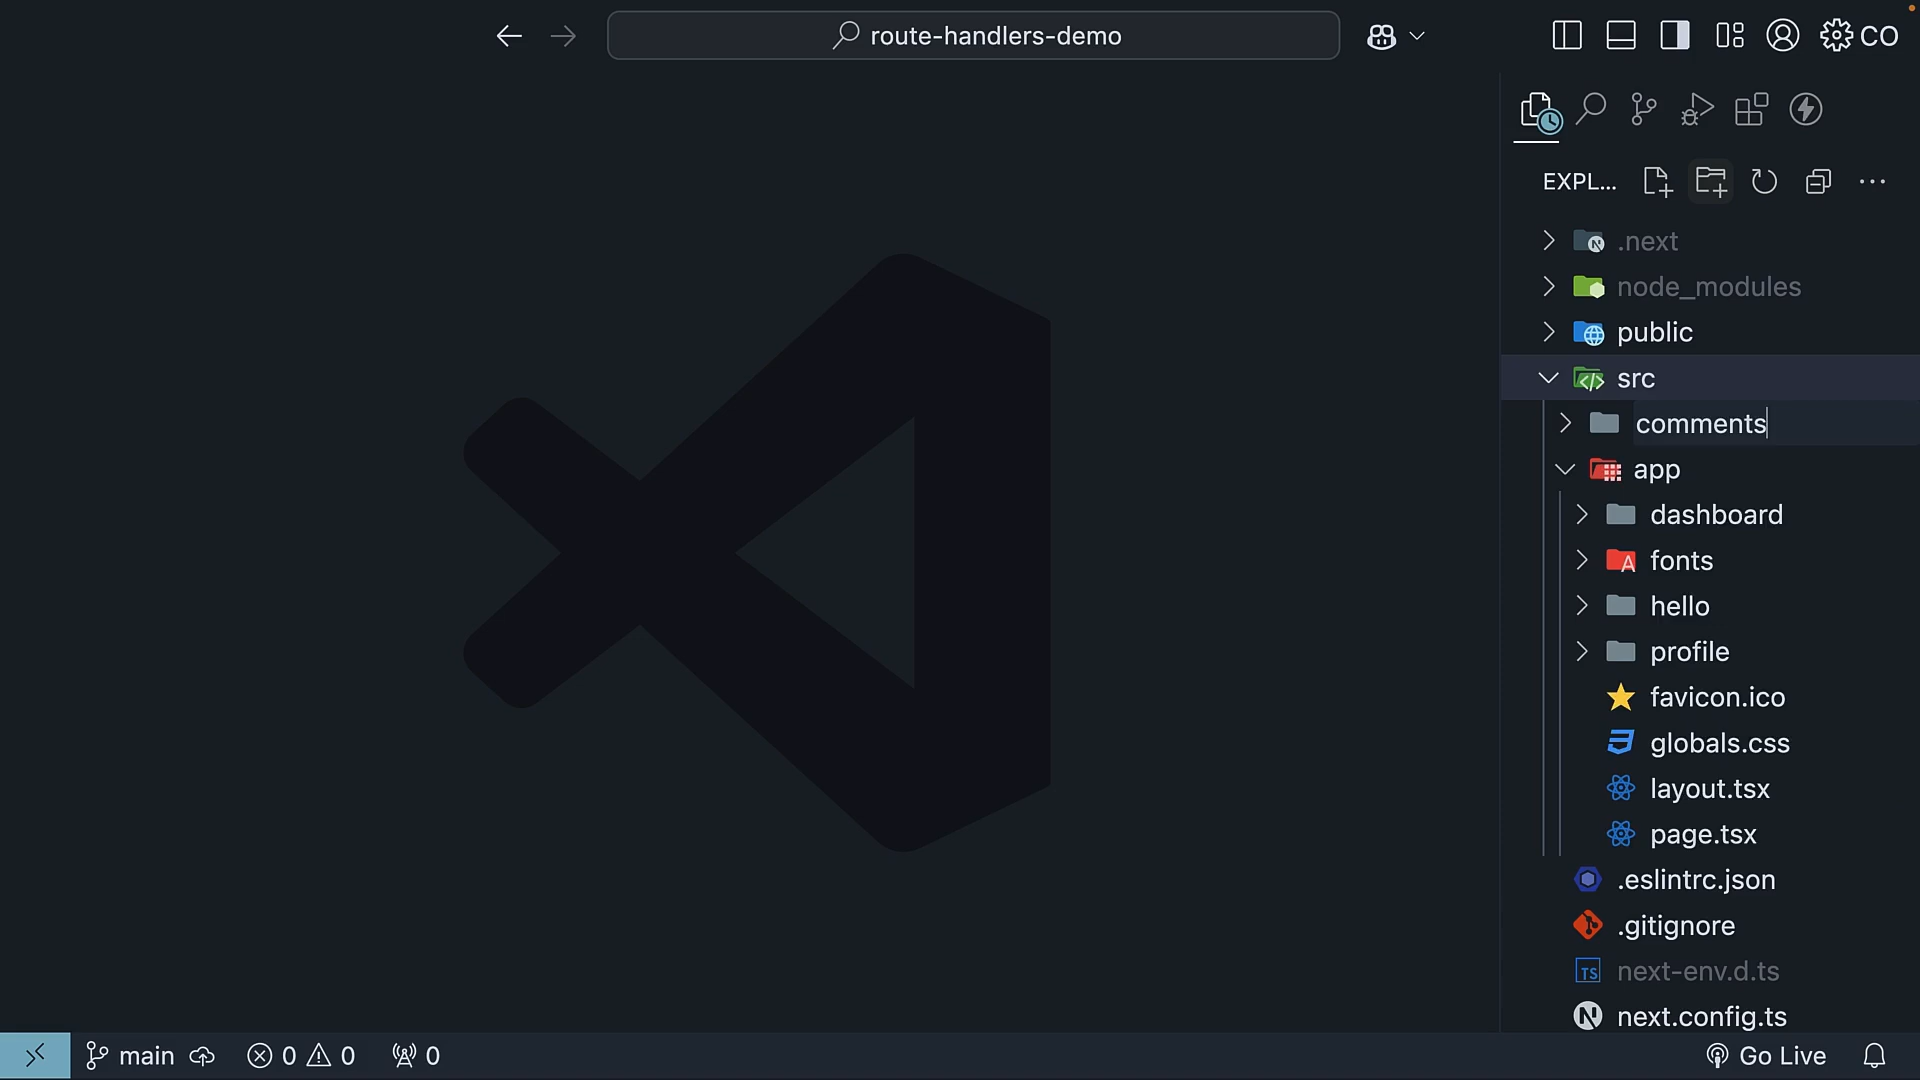 route-handlers-demo
CO
EXPL...
.next
node_modules
public
src
comments
app
dashboard
fonts
hello
profile
favicon.ico
globals.css
layout.tsx
page.tsx
.eslintrc.json
.gitignore
TS next-env.d.ts
next.config.ts
main 0 0 0
Go Live